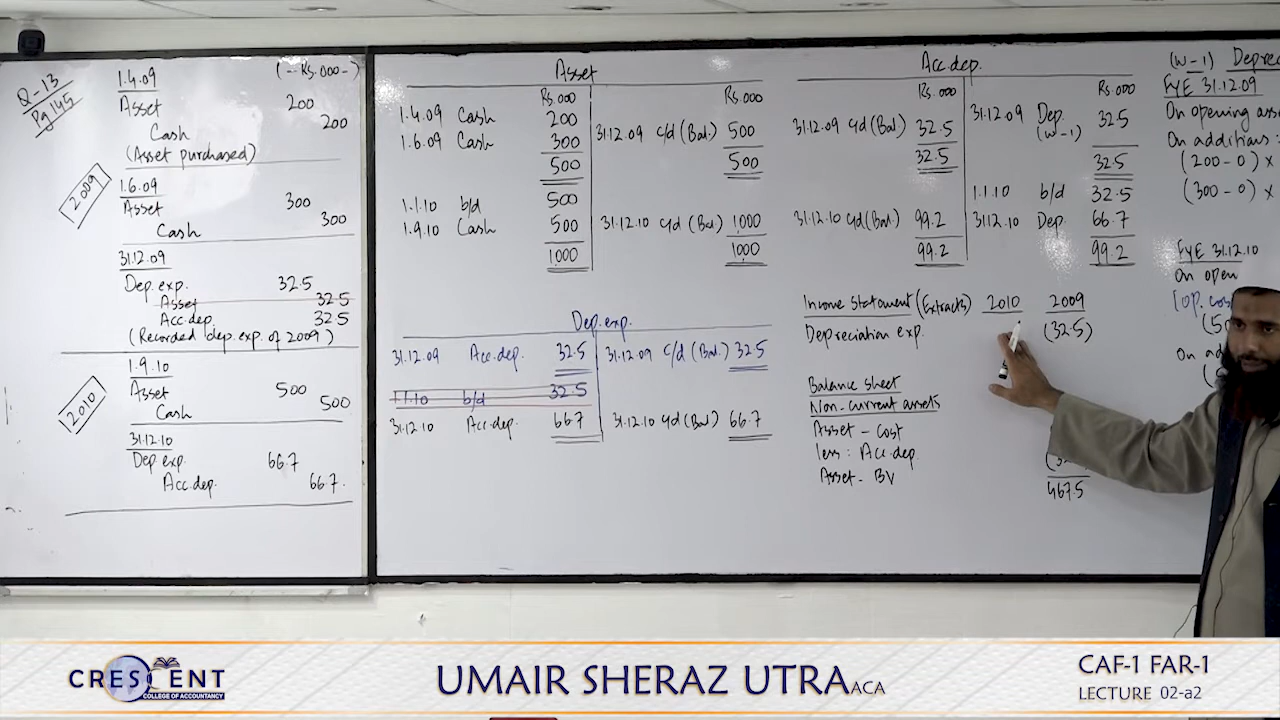 Q-13
Pg 145
1.4.09
(--Rs.000-)
Asset 200
Cash 200
(Asset purchased)
2009
1.6.09
Asset 300
Cash 300
31.12.09
Dep. exp. 32.5
Asset 32.5
Acc. dep. 32.5
(Recorded dep. exp. of 2009)
2010
1.9.10
Asset 500
Cash 500
31.12.10
Dep exp. 66.7
Acc. dep. 66.7.
Asset
Rs.000 Rs.000
1.4.09 Cash 200
1.6.09 Cash 300 31.12.09 c/d (Bal.) 500
500 500
1.1.10 b/d 500
1.9.10 Cash 500 31.12.10 c/d (Bal.) 1,000
1,000 1,000
Dep. exp.
31.12.09 Acc. dep. 32.5 31.12.09 c/d (Bal.) 32.5
1.1.10 b/d 32.5
31.12.10 Acc. dep. 66.7 31.12.10 c/d (Bal) 66.7
Acc. dep.
Rs.000 Rs.000
31.12.09 c/d (Bal) 32.5 31.12.09 Dep. (W-1) 32.5
32.5 32.5
1.1.10 b/d 32.5
31.12.10 c/d (Bal) 99.2 31.12.10 Dep. 66.7
99.2 99.2
Income Statement (Extracts) 2010 2009
Depreciation exp. (32.5)
Balance sheet
Non-current assets
Asset - Cost
less: Acc. dep
Asset - BV 467.5
(W-1)
FYE 31.12.09
On opening
On additions:
(200-0) ×
(300-0) ×
FYE 31.12.10
On
CRESCENT
COLLEGE OF ACCOUNTANCY
UMAIR SHERAZ UTRA ACA
CAF-1 FAR-1
LECTURE 02-a2